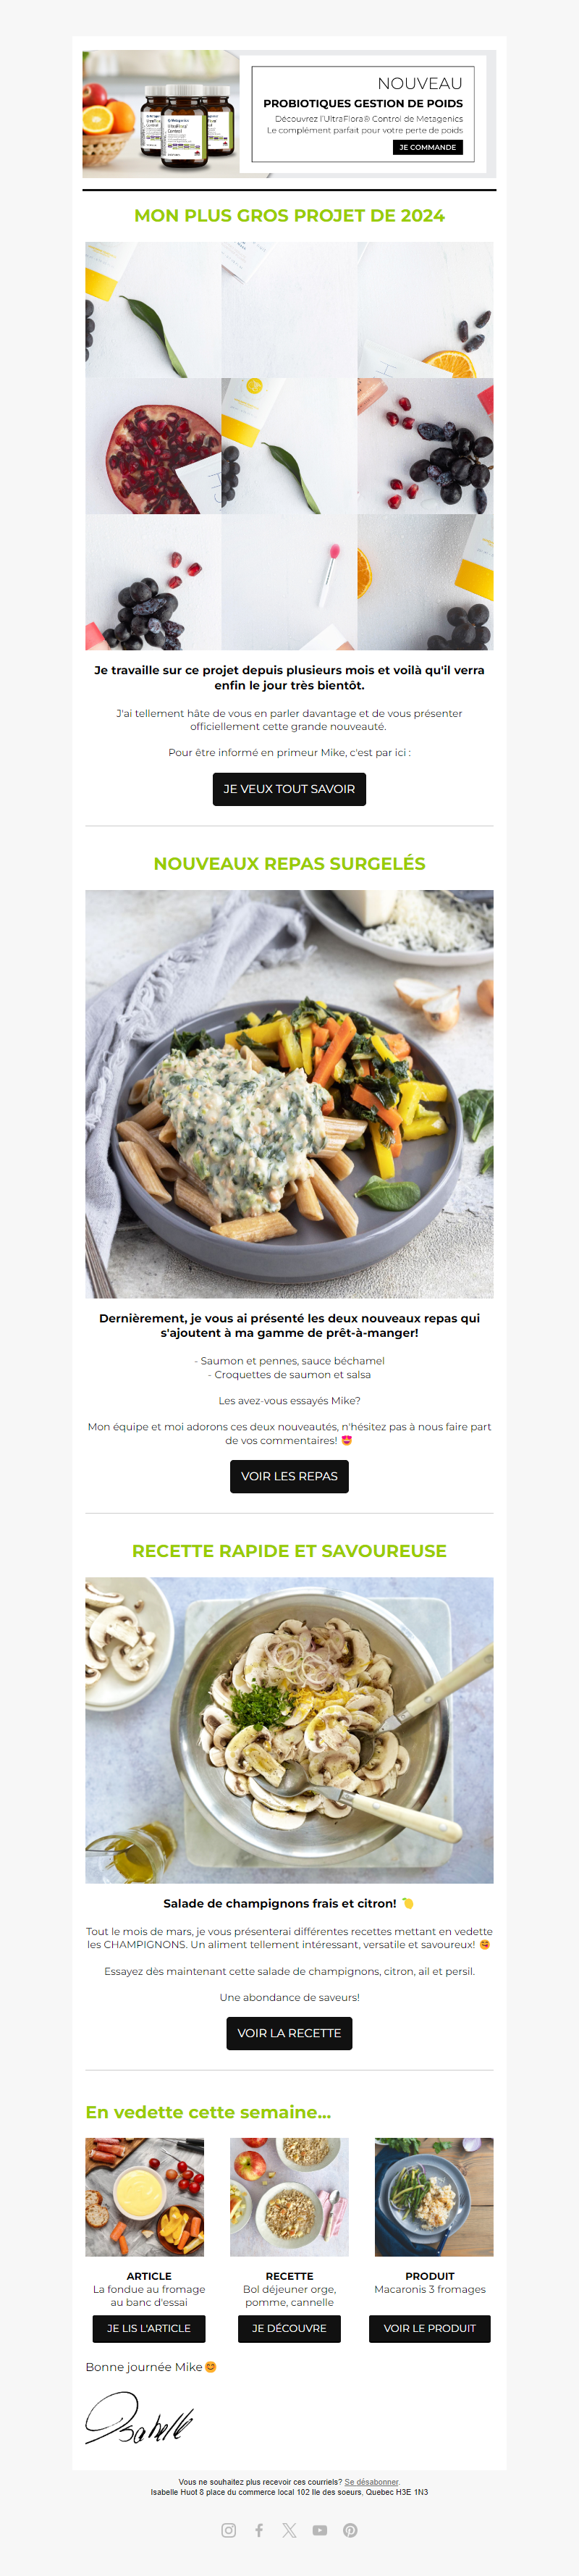 NOUVEAU
PROBIOTIQUES GESTION DE POIDS
Découvrez l'UltraFlora® Control de Metagenics
Le complément parfait pour votre perte de poids
JE COMMANDE
Metagenics
UltraFlora
Control
MON PLUS GROS PROJET DE 2024
Je travaille sur ce projet depuis plusieurs mois et voilà qu'il verra
enfin le jour très bientôt.
J'ai tellement hâte de vous en parler davantage et de vous présenter
officiellement cette grande nouveauté.
Pour être informé en primeur Mike, c'est par ici :
JE VEUX TOUT SAVOIR
NOUVEAUX REPAS SURGELÉS
Dernièrement, je vous ai présenté les deux nouveaux repas qui
s'ajoutent à ma gamme de prêt-à-manger!
- Saumon et pennes, sauce béchamel
- Croquettes de saumon et salsa
Les avez-vous essayés Mike?
Mon équipe et moi adorons ces deux nouveautés, n'hésitez pas à nous faire part
de vos commentaires! 🤩
VOIR LES REPAS
RECETTE RAPIDE ET SAVOUREUSE
Salade de champignons frais et citron! 🍋
Tout le mois de mars, je vous présenterai différentes recettes mettant en vedette
les CHAMPIGNONS. Un aliment tellement intéressant, versatile et savoureux! 😋
Essayez dès maintenant cette salade de champignons, citron, ail et persil.
Une abondance de saveurs!
VOIR LA RECETTE
En vedette cette semaine...
ARTICLE
La fondue au fromage
au banc d'essai
JE LIS L'ARTICLE
RECETTE
Bol déjeuner orge,
pomme, cannelle
JE DÉCOUVRE
PRODUIT
Macaronis 3 fromages
VOIR LE PRODUIT
Bonne journée Mike 😊
Isabelle
Vous ne souhaitez plus recevoir ces courriels? Se désabonner.
Isabelle Huot 8 place du commerce local 102 Ile des soeurs, Quebec H3E 1N3